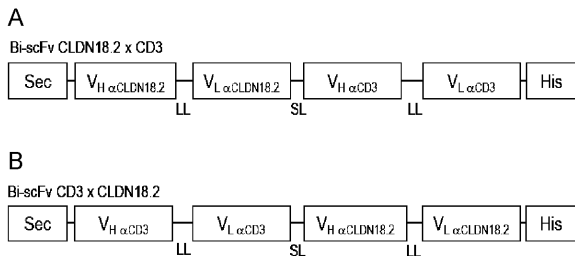 A
Bi-scFv CLDN18.2 x CD3
Sec VH αCLDN18.2 VL αCLDN18.2 VH αCD3 VL αCD3 His
LL SL LL
B
Bi-scFv CD3 x CLDN18.2
Sec VH αCD3 VL αCD3 VH αCLDN18.2 VL αCLDN18.2 His
LL SL LL